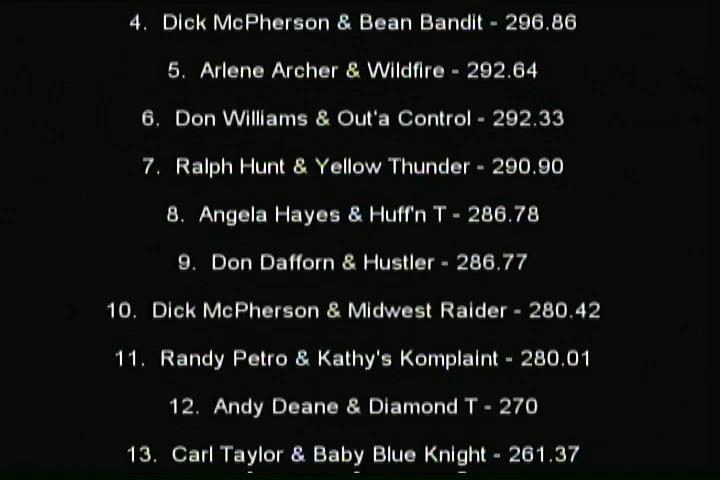 4. Dick McPherson & Bean Bandit - 296.86
5. Arlene Archer & Wildfire - 292.64
6. Don Williams & Out'a Control - 292.33
7. Ralph Hunt & Yellow Thunder - 290.90
8. Angela Hayes & Huff'n T - 286.78
9. Don Dafforn & Hustler - 286.77
10. Dick McPherson & Midwest Raider - 280.42
11. Randy Petro & Kathy's Komplaint - 280.01
12. Andy Deane & Diamond T - 270
13. Carl Taylor & Baby Blue Knight - 261.37